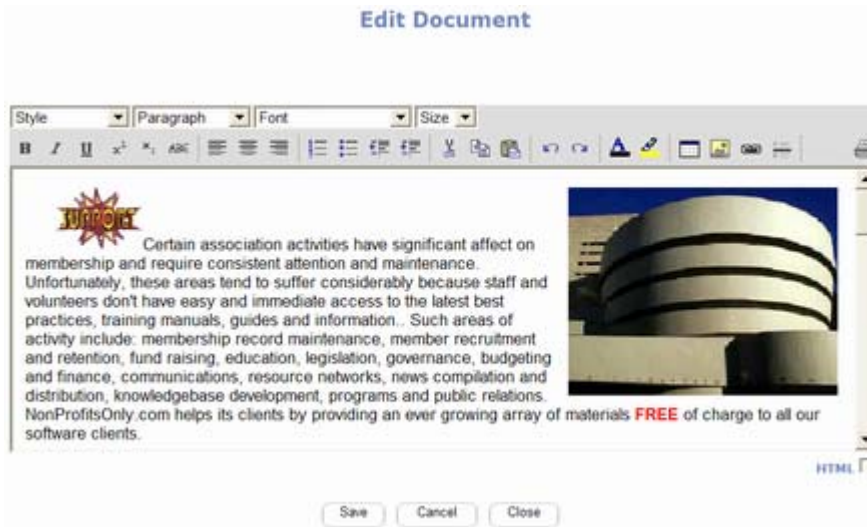 Edit Document
Style Paragraph Font Size
B I U x² x₂ ABC
SUPPORT
Certain association activities have significant affect on
membership and require consistent attention and maintenance.
Unfortunately, these areas tend to suffer considerably because staff and
volunteers don't have easy and immediate access to the latest best
practices, training manuals, guides and information.. Such areas of
activity include: membership record maintenance, member recruitment
and retention, fund raising, education, legislation, governance, budgeting
and finance, communications, resource networks, news compilation and
distribution, knowledgebase development, programs and public relations.
NonProfitsOnly.com helps its clients by providing an ever growing array of materials FREE of charge to all our
software clients.
HTML
Save Cancel Close